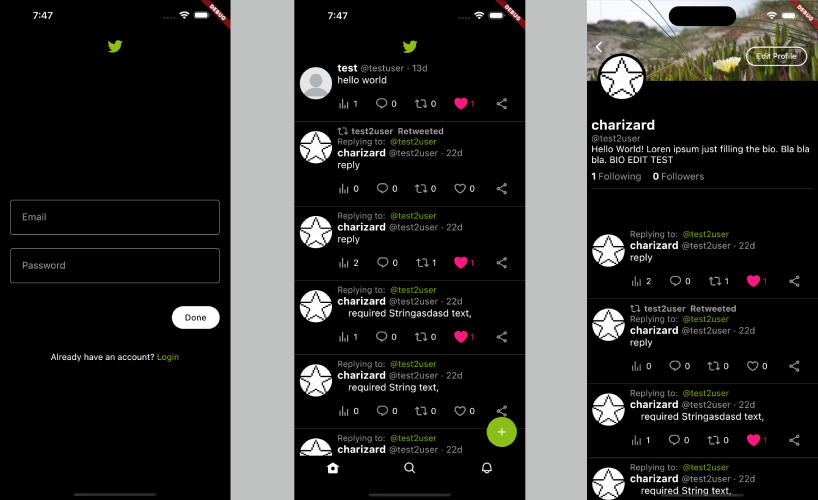 7:47
DEBUG
Email
Password
Done
Already have an account? Login
7:47
DEBUG
test @testuser · 13d
hello world
1 0 0 1
test2user Retweeted
Replying to: @test2user
charizard @test2user · 22d
reply
0 0 0 0
Replying to: @test2user
charizard @test2user · 22d
reply
2 0 1 1
Replying to: @test2user
charizard @test2user · 22d
required Stringasdasd text,
1 0 0 1
Replying to: @test2user
charizard @test2user · 22d
required String text,
0 0 0 0
+
Replying to: @test2user
charizard @test2user · 22d
DEBUG
Edit Profile
charizard
@test2user
Hello World! Loren ipsum just filling the bio. Bla bla
bla. BIO EDIT TEST
1 Following 0 Followers
Replying to: @test2user
charizard @test2user · 22d
reply
2 0 1 1
test2user Retweeted
Replying to: @test2user
charizard @test2user · 22d
reply
0 0 0 0
Replying to: @test2user
charizard @test2user · 22d
required Stringasdasd text,
1 0 0 1
Replying to: @test2user
charizard @test2user · 22d
required String text,